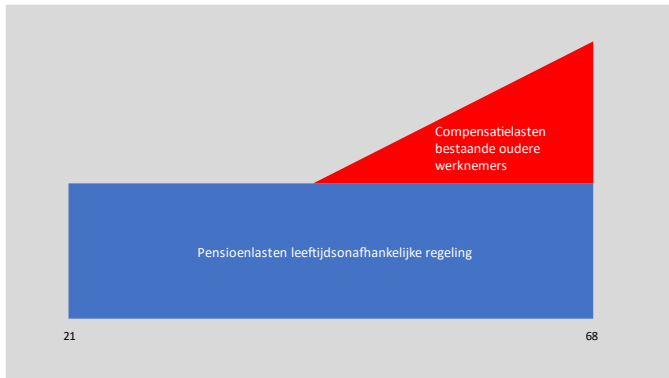 Compensatielasten
bestaande oudere
werknemers
Pensioenlasten leeftijdsonafhankelijke regeling
21
68